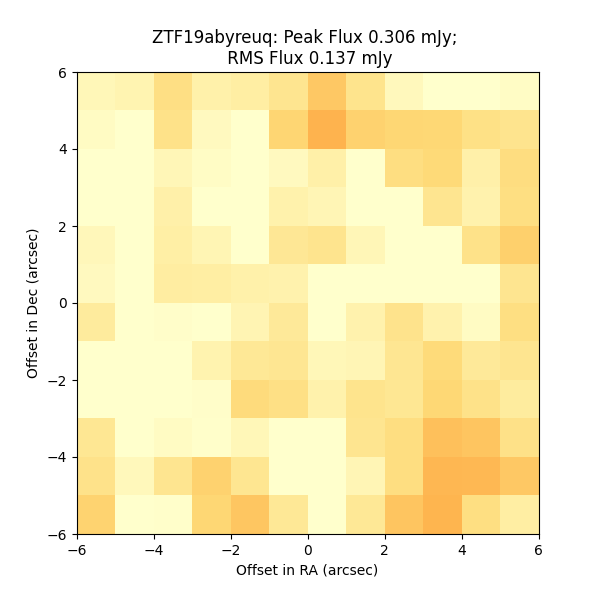 ZTF19abyreuq: Peak Flux 0.306 mJy;
RMS Flux 0.137 mJy
6
4
2
0
−2
−4
−6
Offset in Dec (arcsec)
−6 −4 −2 0 2 4 6
Offset in RA (arcsec)